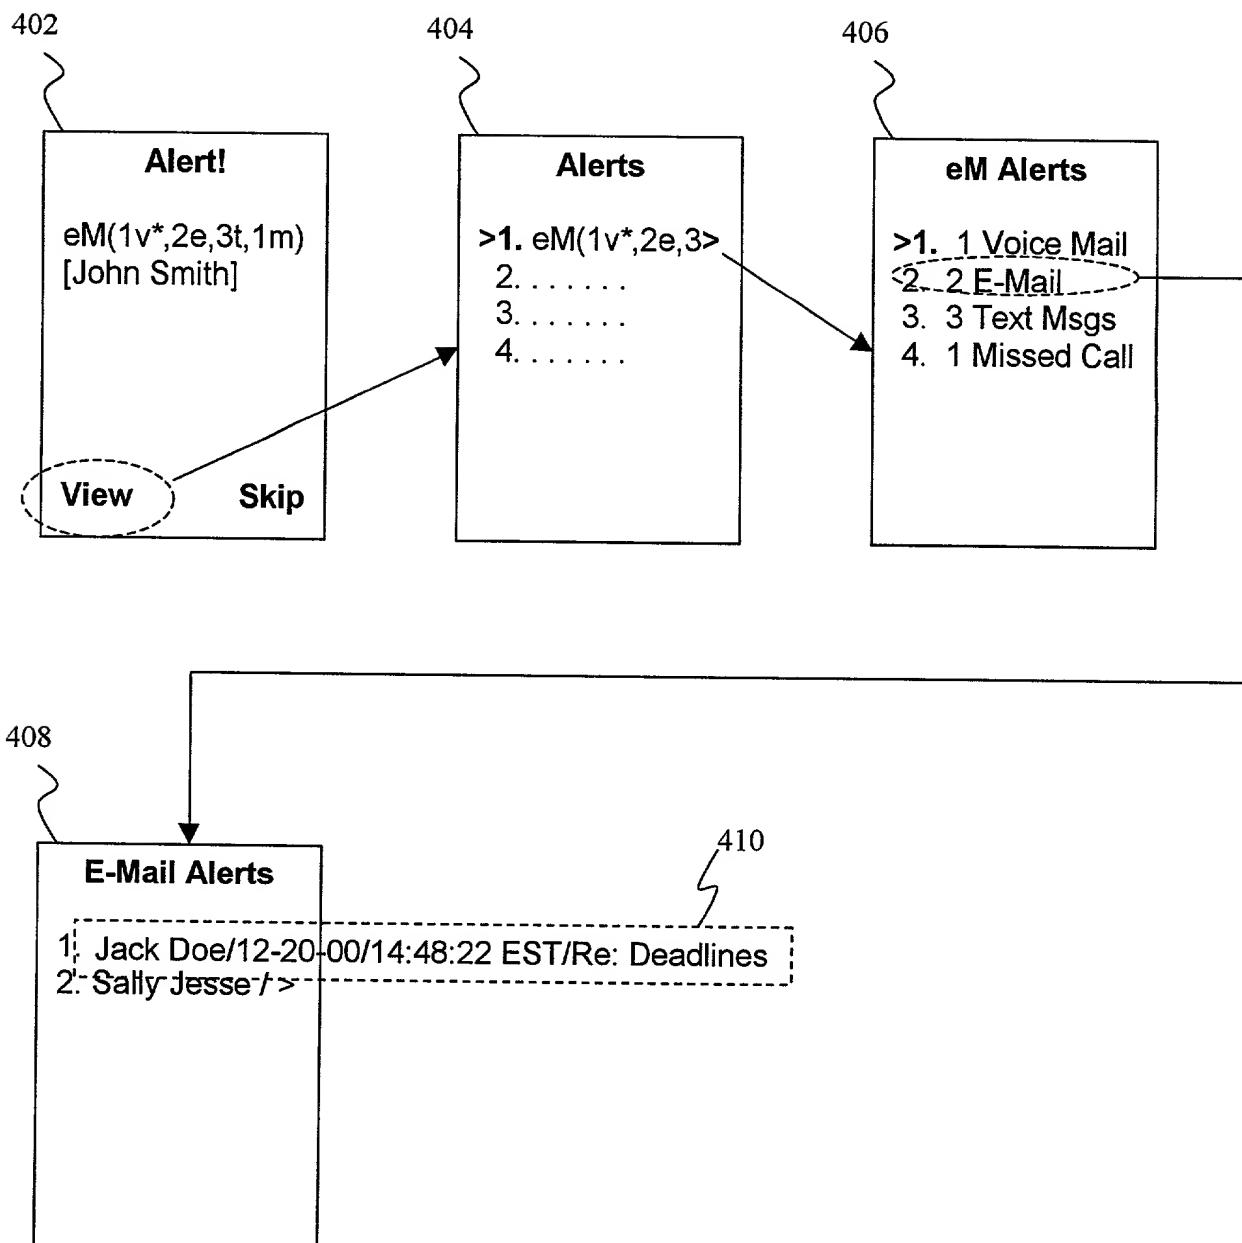 402
404
406
Alert!
eM(1v*,2e,3t,1m)
[John Smith]
View Skip
Alerts
>1. eM(1v*,2e,3>
2. . . . . . .
3. . . . . . .
4. . . . . . .
eM Alerts
>1. 1 Voice Mail
2. 2 E-Mail
3. 3 Text Msgs
4. 1 Missed Call
408
410
E-Mail Alerts
1. Jack Doe/12-20-00/14:48:22 EST/Re: Deadlines
2. Sally Jesse / >